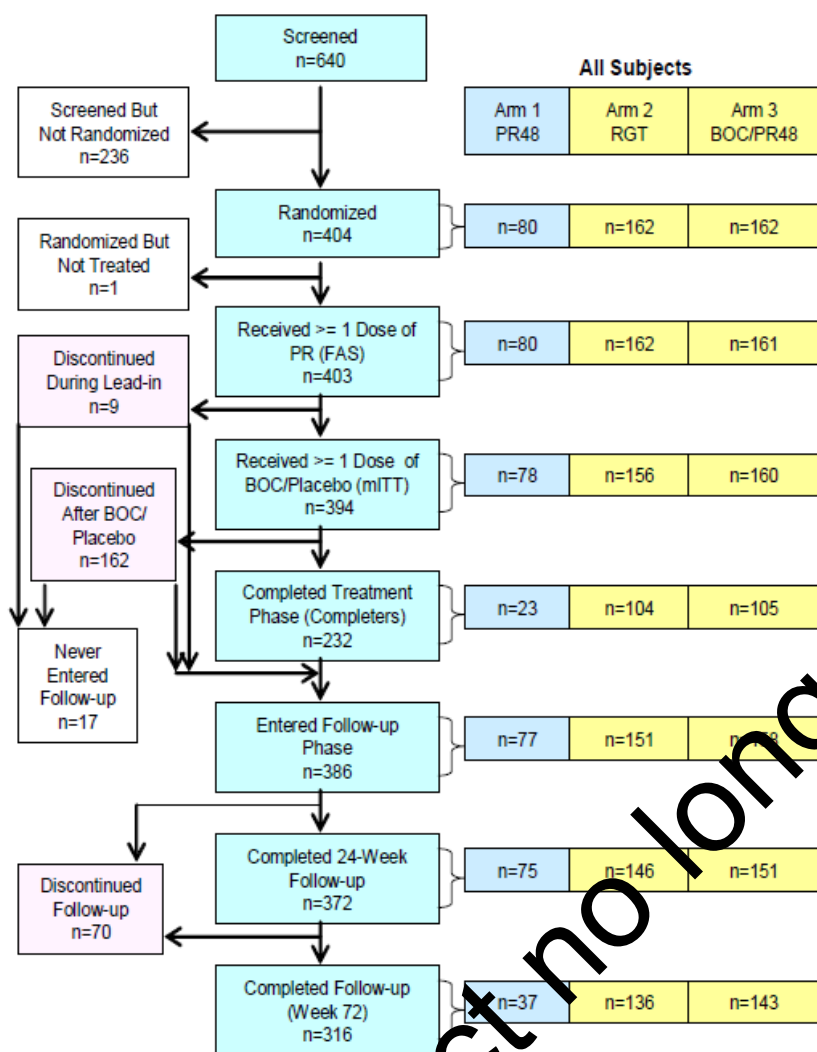 Screened
n=640
All Subjects
Arm 1
PR48
Arm 2
RGT
Arm 3
BOC/PR48
Screened But
Not Randomized
n=236
Randomized
n=404
n=80
n=162
n=162
Randomized But
Not Treated
n=1
Received >= 1 Dose of
PR (FAS)
n=403
n=80
n=162
n=161
Discontinued
During Lead-in
n=9
Received >= 1 Dose of
BOC/Placebo (mITT)
n=394
n=78
n=156
n=160
Discontinued
After BOC/
Placebo
n=162
Completed Treatment
Phase (Completers)
n=232
n=23
n=104
n=105
Never
Entered
Follow-up
n=17
Entered Follow-up
Phase
n=386
n=77
n=151
Completed 24-Week
Follow-up
n=372
n=75
n=146
n=151
Discontinued
Follow-up
n=70
Completed Follow-up
(Week 72)
n=316
n=37
n=136
n=143
no